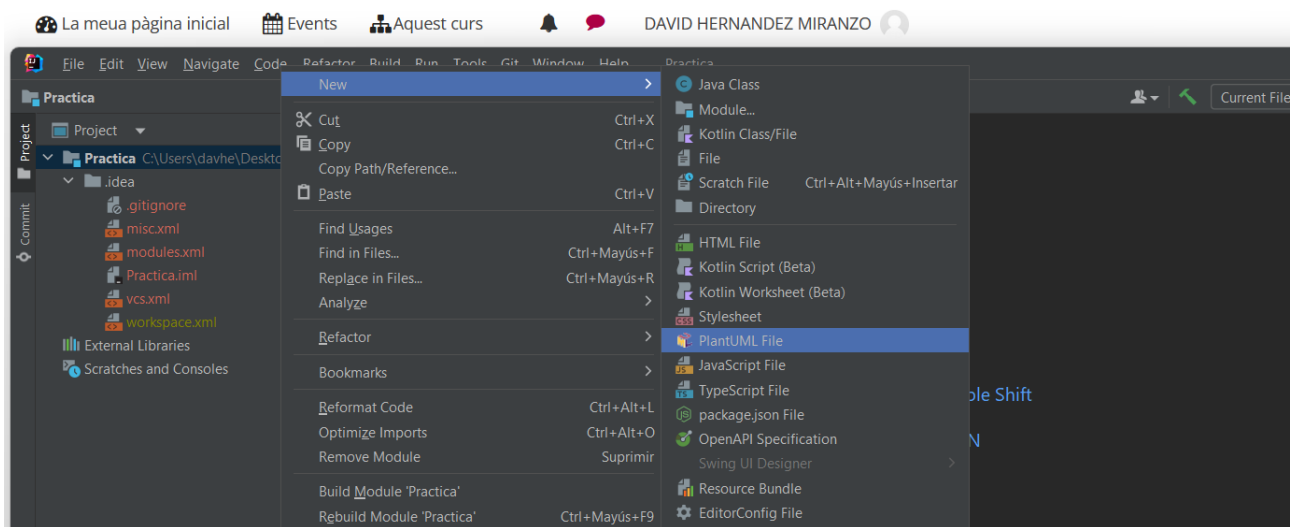 La meua pàgina inicial Events Aquest curs DAVID HERNANDEZ MIRANZO
File Edit View Navigate Code Refactor Build Run Tools Git Window Help Practica
Practica
Current File
Project
Commit
Project
Practica C:\Users\davhe\Deskto
.idea
.gitignore
misc.xml
modules.xml
Practica.iml
vcs.xml
workspace.xml
External Libraries
Scratches and Consoles
New
Cut Ctrl+X
Copy Ctrl+C
Copy Path/Reference...
Paste Ctrl+V
Find Usages Alt+F7
Find in Files... Ctrl+Mayús+F
Replace in Files... Ctrl+Mayús+R
Analyze
Refactor
Bookmarks
Reformat Code Ctrl+Alt+L
Optimize Imports Ctrl+Alt+O
Remove Module Suprimir
Build Module 'Practica'
Rebuild Module 'Practica' Ctrl+Mayús+F9
Java Class
Module...
Kotlin Class/File
File
Scratch File Ctrl+Alt+Mayús+Insertar
Directory
HTML File
Kotlin Script (Beta)
Kotlin Worksheet (Beta)
Stylesheet
PlantUML File
JavaScript File
TypeScript File
package.json File
OpenAPI Specification
Swing UI Designer
Resource Bundle
EditorConfig File
ble Shift
N